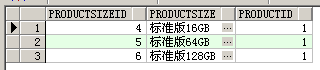 PRODUCTSIZEID PRODUCTSIZE PRODUCTID
1 4 标准版16GB ... 1
2 5 标准版64GB ... 1
3 6 标准版128GB ... 1